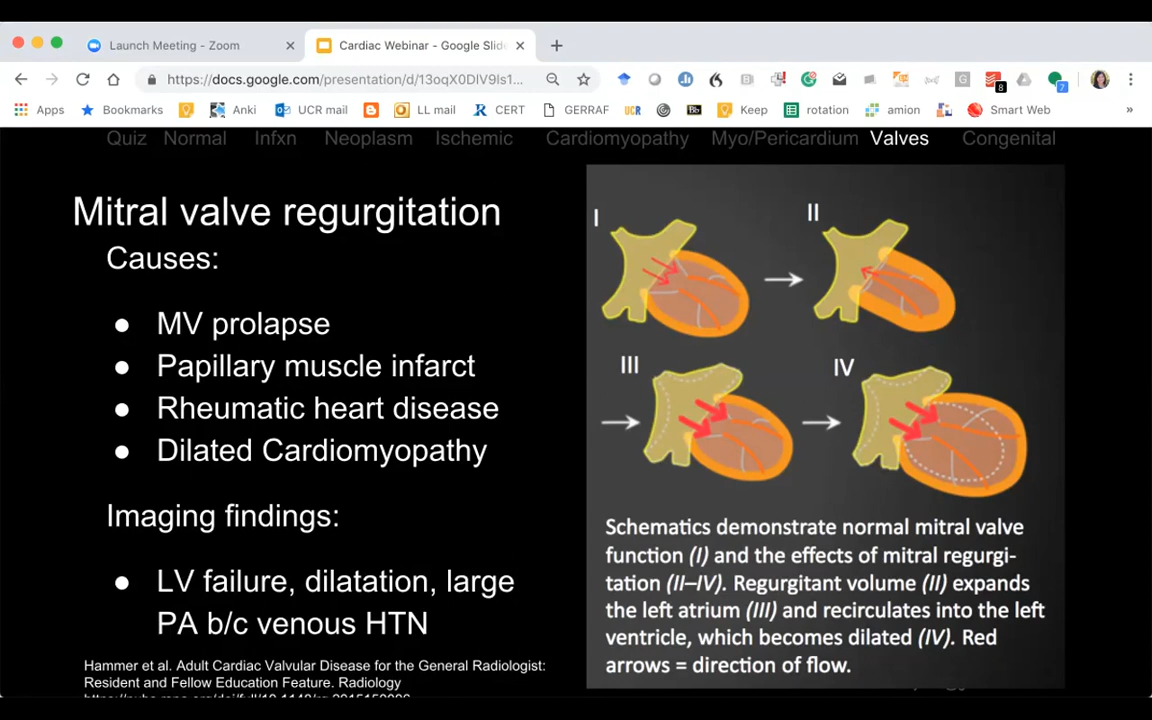 Launch Meeting - Zoom
Cardiac Webinar - Google Slide
https://docs.google.com/presentation/d/13oqX0DIV9Is1...
8
7
Apps Bookmarks Anki UCR mail LL mail CERT GERRAF UCR Bb Keep rotation amion Smart Web »
Quiz Normal Infxn Neoplasm Ischemic Cardiomyopathy Myo/Pericardium Valves Congenital
Mitral valve regurgitation
Causes:
● MV prolapse
● Papillary muscle infarct
● Rheumatic heart disease
● Dilated Cardiomyopathy
Imaging findings:
● LV failure, dilatation, large
PA b/c venous HTN
Hammer et al. Adult Cardiac Valvular Disease for the General Radiologist:
Resident and Fellow Education Feature. Radiology
I II
III IV
Schematics demonstrate normal mitral valve
function (I) and the effects of mitral regurgi-
tation (II–IV). Regurgitant volume (II) expands
the left atrium (III) and recirculates into the left
ventricle, which becomes dilated (IV). Red
arrows = direction of flow.